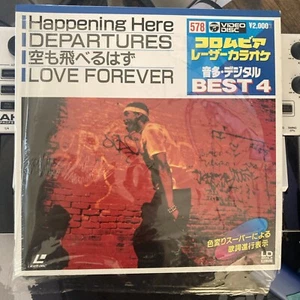 Happening Here
DEPARTURES
空も飛べるはず
LOVE FOREVER
578
VIDEO
DISC
¥2,000
コロムビア
レーザーカラオケ
音多・デジタル
BEST 4
色変りスーパーによる
歌詞進行表示
LD